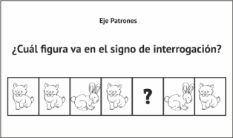 Eje Patrones
¿Cuál figura va en el signo de interrogación?
?